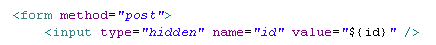 <form method="post">
<input type="hidden" name="id" value="${id}" />